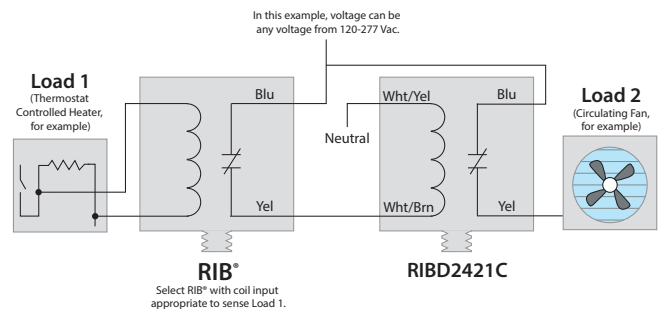 In this example, voltage can be
any voltage from 120-277 Vac.
Load 1
(Thermostat
Controlled Heater,
for example)
Blu
Yel
RIB®
Select RIB® with coil input
appropriate to sense Load 1.
Wht/Yel
Neutral
Wht/Brn
Blu
Yel
RIBD2421C
Load 2
(Circulating Fan,
for example)